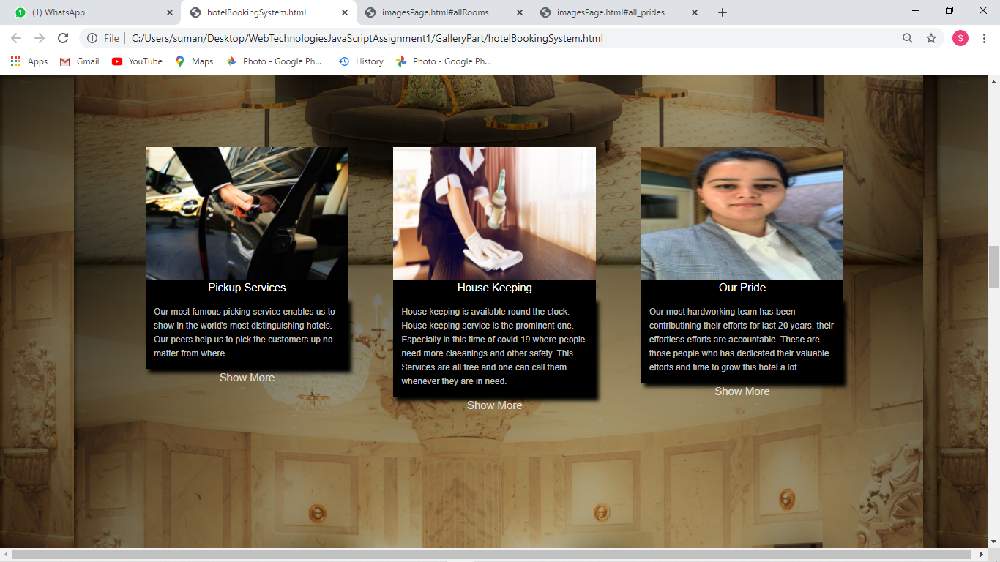 (1) WhatsApp
hotelBookingSystem.html
imagesPage.html#allRooms
imagesPage.html#all_prides
File
C:/Users/suman/Desktop/WebTechnologiesJavaScriptAssignment1/GalleryPart/hotelBookingSystem.html
S
Apps
Gmail
YouTube
Maps
Photo - Google Ph...
History
Photo - Google Ph...
Pickup Services
Our most famous picking service enables us to
show in the world's most distinguishing hotels.
Our peers help us to pick the customers up no
matter from where.
Show More
House Keeping
House keeping is available round the clock.
House keeping service is the prominent one.
Especially in this time of covid-19 where people
need more claeanings and other safety. This
Services are all free and one can call them
whenever they are in need.
Show More
Our Pride
Our most hardworking team has been
contributining their efforts for last 20 years. their
effortless efforts are accountable. These are
those people who has dedicated their valuable
efforts and time to grow this hotel a lot.
Show More